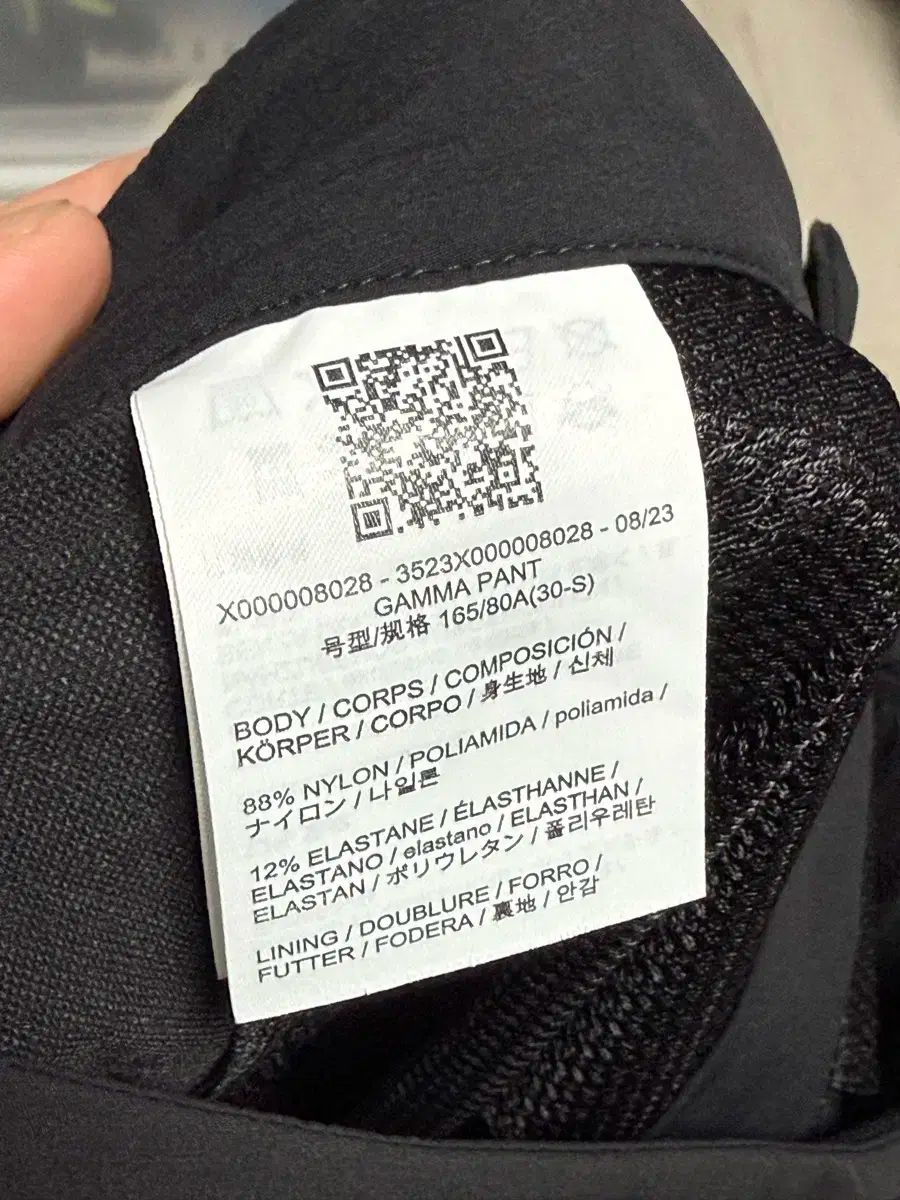 X000008028 - 3523X000008028 - 08/23
GAMMA PANT
号型/规格 165/80A(30-S)
BODY / CORPS / COMPOSICIÓN /
KÖRPER / CORPO / 身生地 / 신체
88% NYLON / POLIAMIDA / poliamida /
ナイロン / 나일론
12% ELASTANE / ÉLASTHANNE /
ELASTANO / elastano / ELASTHAN /
ELASTAN / ポリウレタン / 폴리우레탄
LINING / DOUBLURE / FORRO /
FUTTER / FODERA / 裏地 / 안감